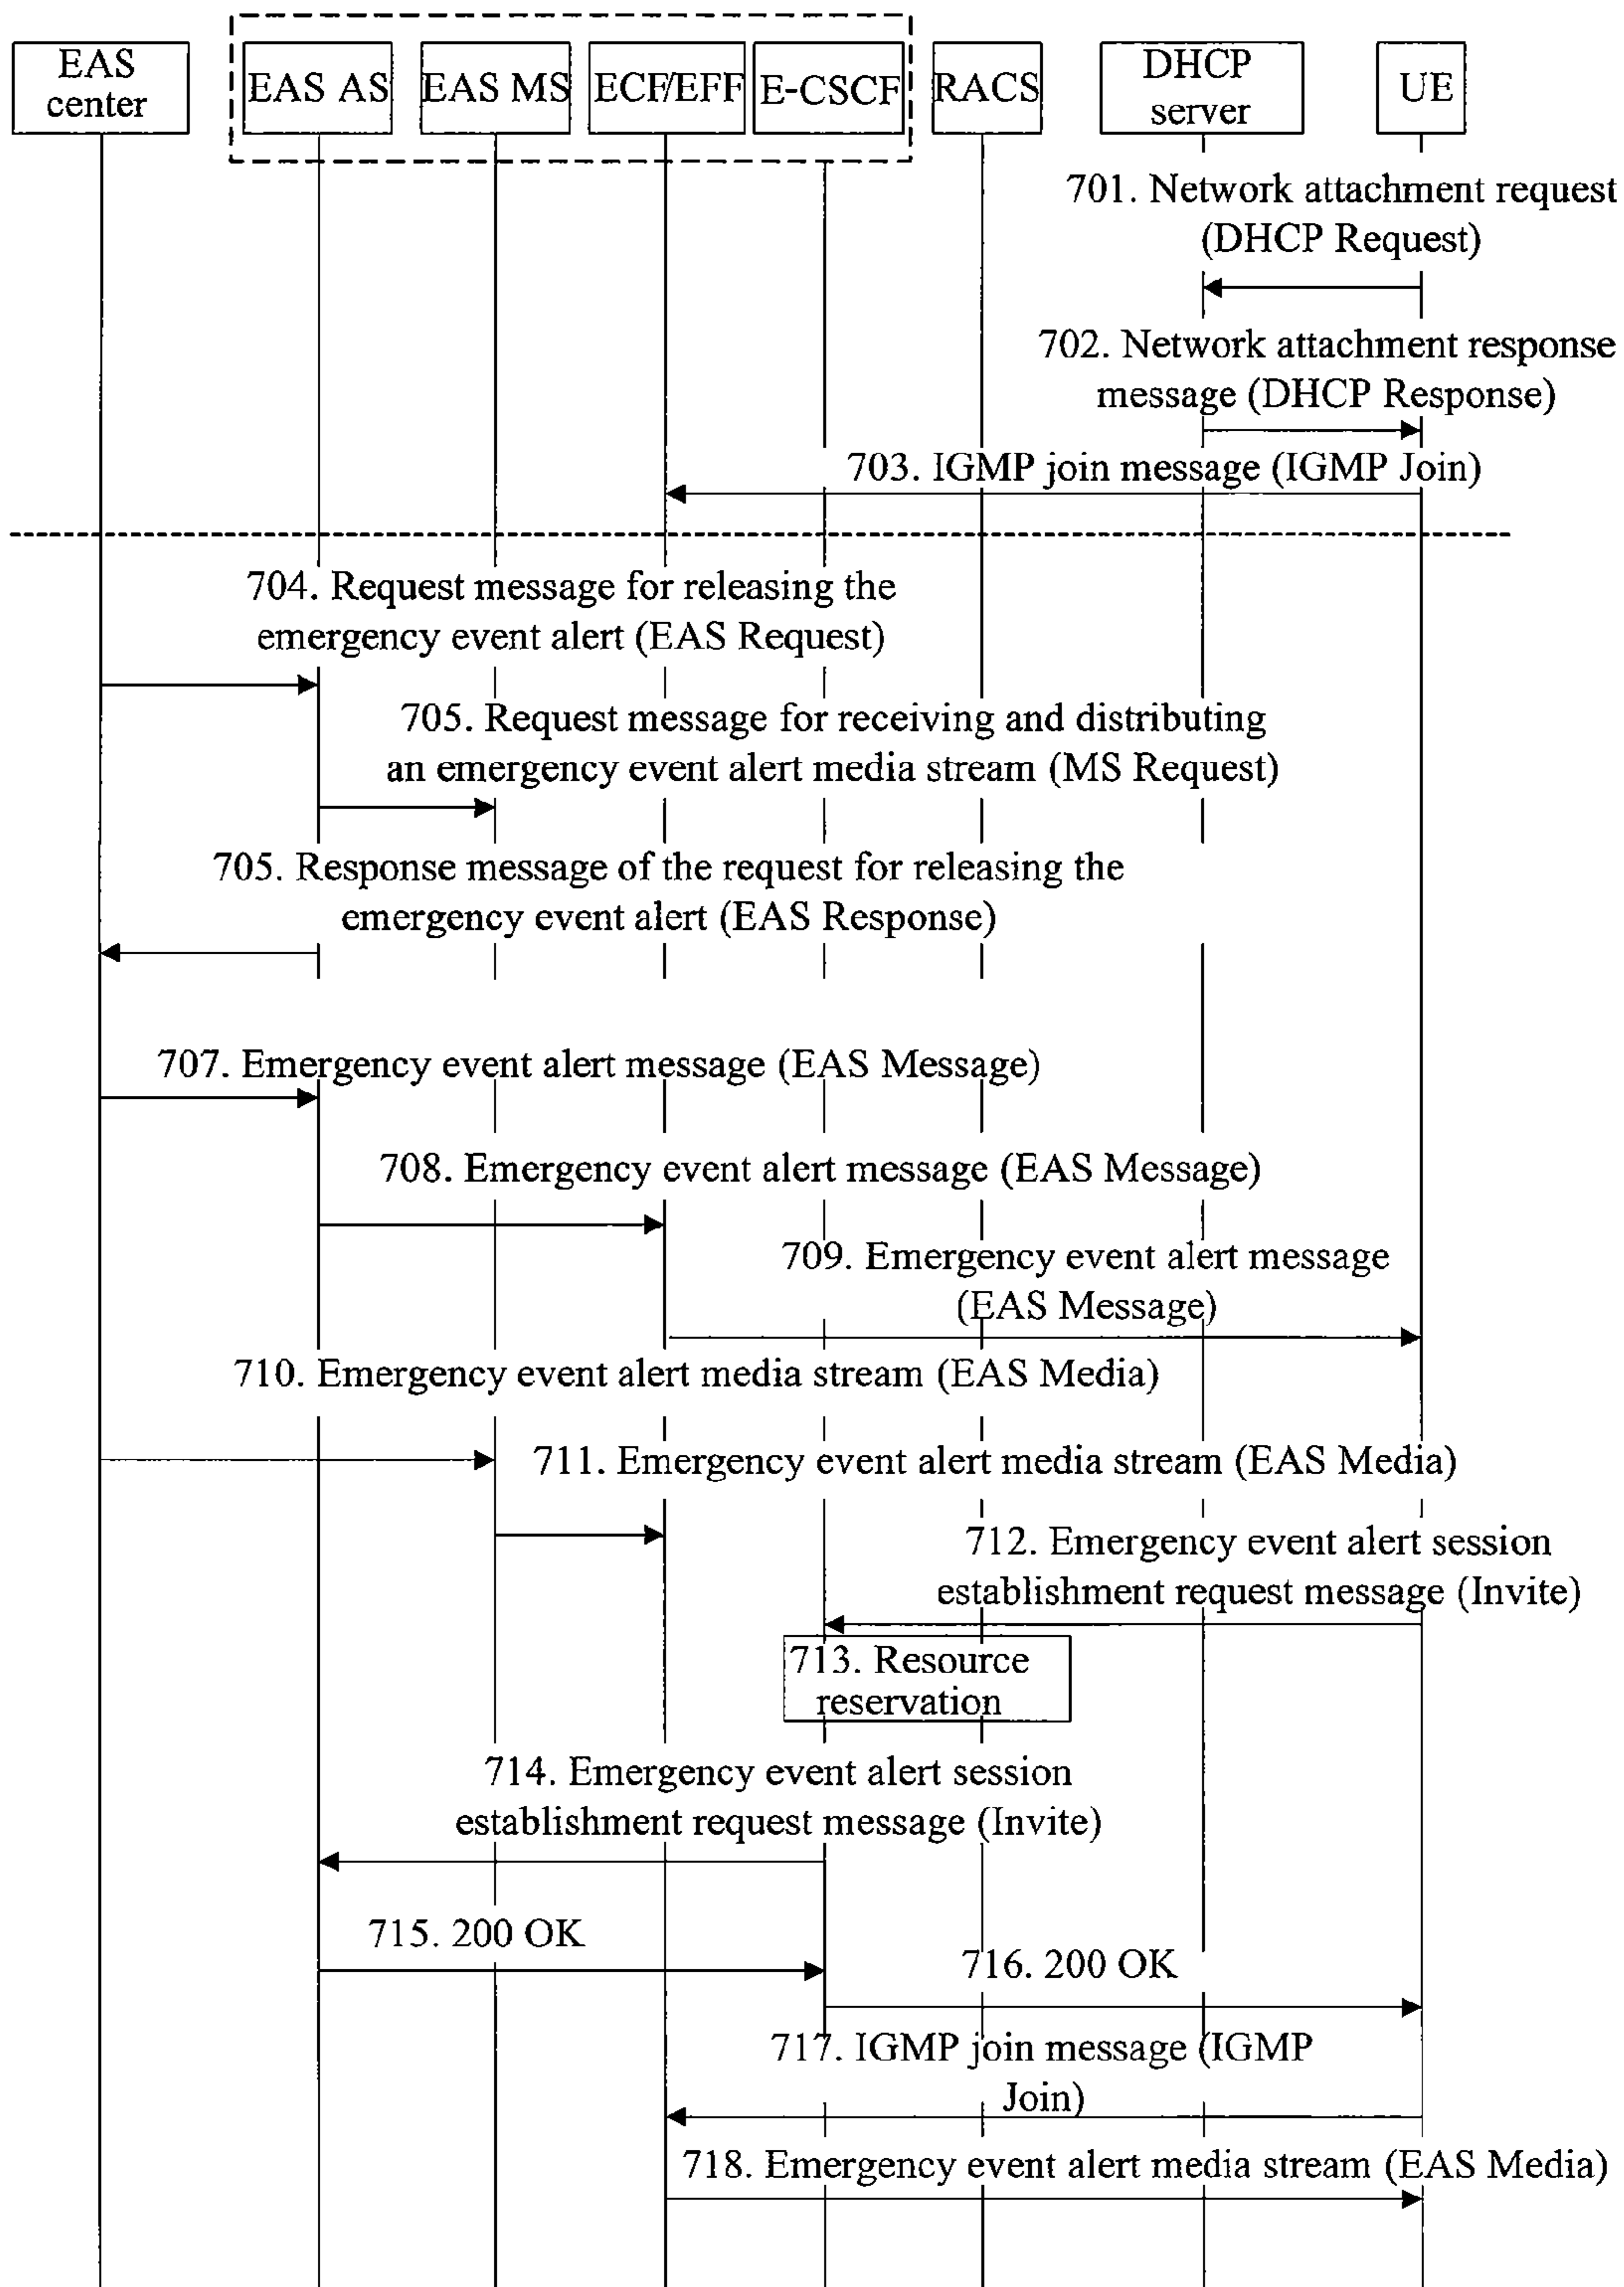 EAS
center
EAS AS
EAS MS
ECF/EFF
E-CSCF
RACS
DHCP
server
UE
701. Network attachment request
(DHCP Request)
702. Network attachment response
message (DHCP Response)
703. IGMP join message (IGMP Join)
704. Request message for releasing the
emergency event alert (EAS Request)
705. Request message for receiving and distributing
an emergency event alert media stream (MS Request)
705. Response message of the request for releasing the
emergency event alert (EAS Response)
707. Emergency event alert message (EAS Message)
708. Emergency event alert message (EAS Message)
709. Emergency event alert message
(EAS Message)
710. Emergency event alert media stream (EAS Media)
711. Emergency event alert media stream (EAS Media)
712. Emergency event alert session
establishment request message (Invite)
713. Resource
reservation
714. Emergency event alert session
establishment request message (Invite)
715. 200 OK
716. 200 OK
717. IGMP join message (IGMP
Join)
718. Emergency event alert media stream (EAS Media)